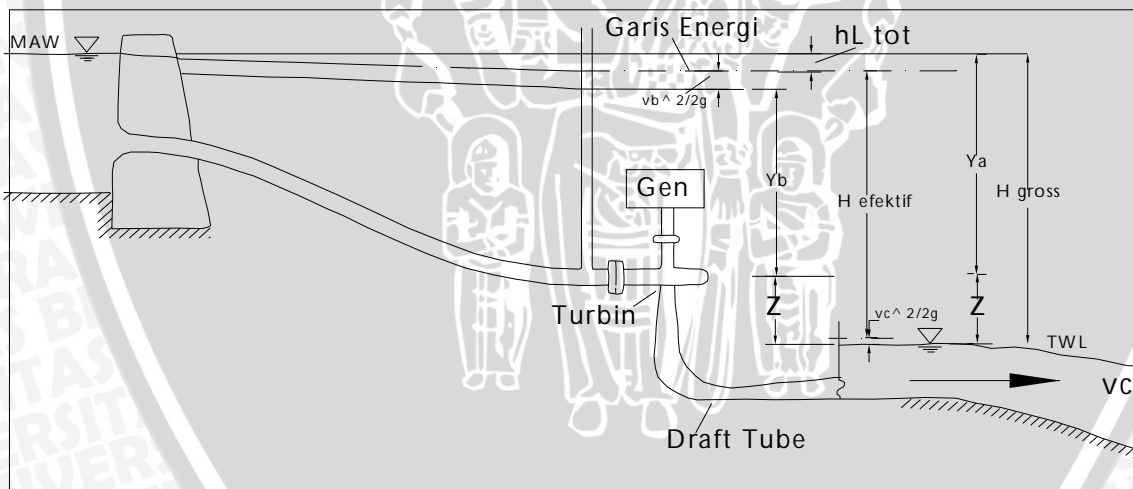 MAW
Garis Energi
hL tot
vb^2/2g
Ya
H gross
Yb
H efektif
Gen
Turbin
Z
vc^2/2g
Z
TWL
vc
Draft Tube